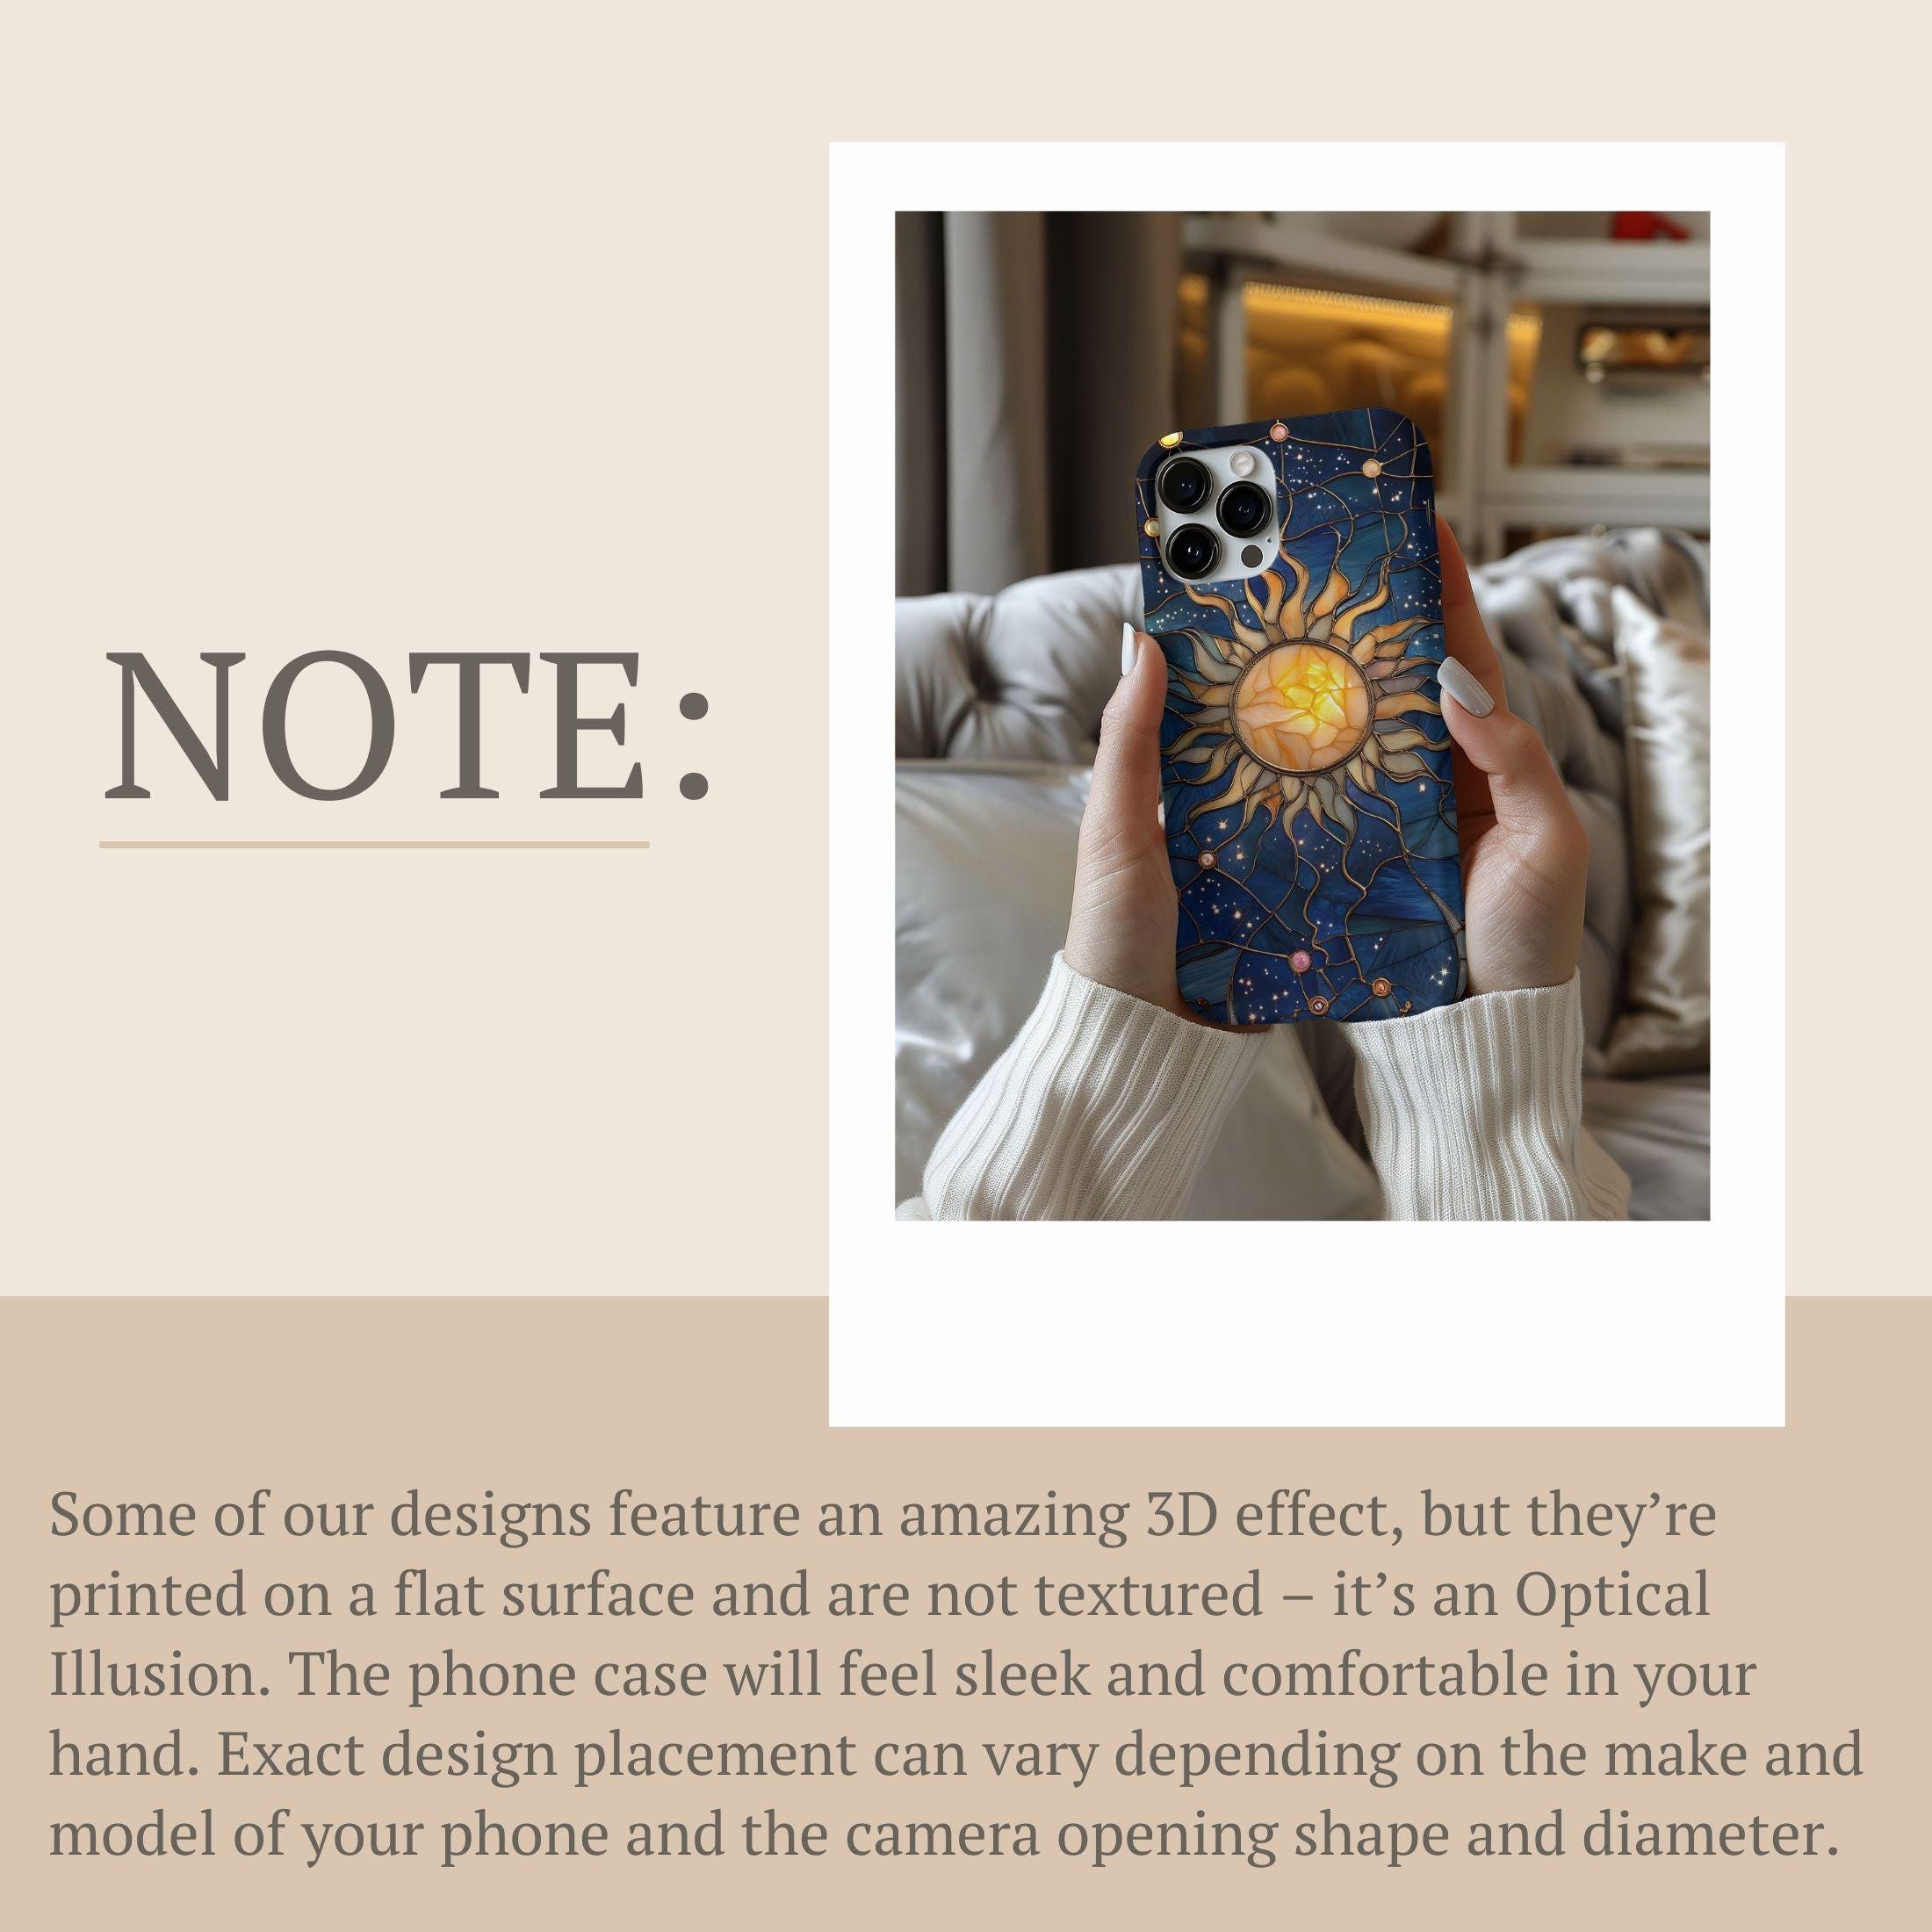 NOTE:
Some of our designs feature an amazing 3D effect, but they’re
printed on a flat surface and are not textured – it’s an Optical
Illusion. The phone case will feel sleek and comfortable in your
hand. Exact design placement can vary depending on the make and
model of your phone and the camera opening shape and diameter.